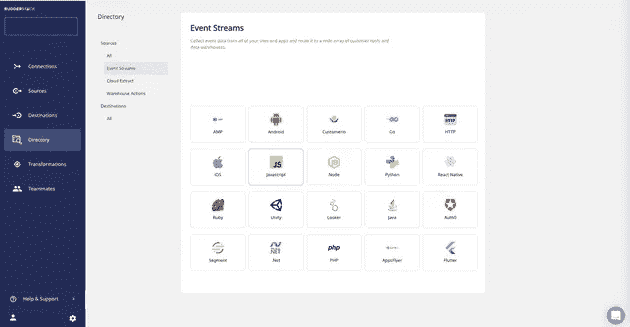 RUDDERSTACK
Connections
Sources
Destinations
Directory
Transformations
Teammates
Help & Support
Directory
Sources
All
Event Streams
Cloud Extract
Warehouse Actions
Destinations
All
Event Streams
Collect event data from all of your sites and apps and route it to a wide array of customer tools and
data warehouses.
AMP
Android
Customerio
Go
HTTP
iOS
Javascript
Node
Python
React Native
Ruby
Unity
Looker
Java
Auth0
Segment
.Net
PHP
AppsFlyer
Flutter